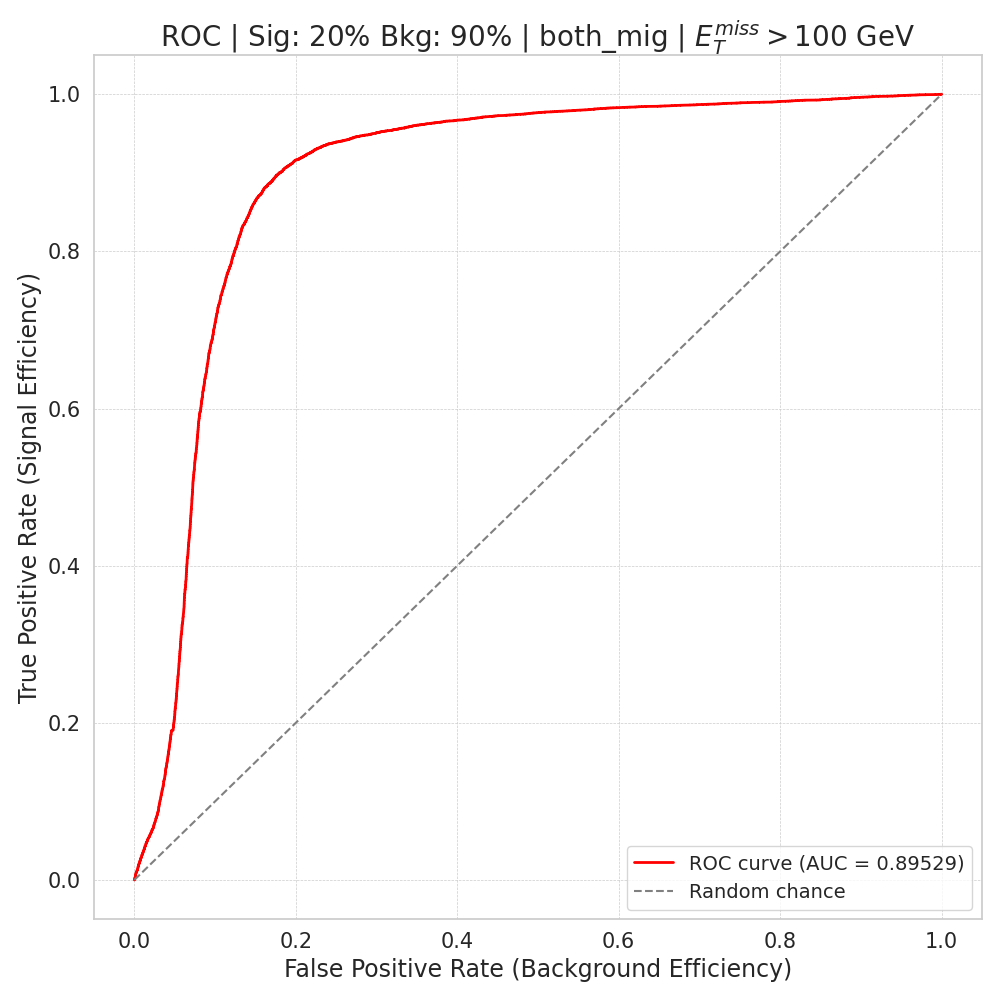 ROC | Sig: 20% Bkg: 90% | both_mig | $E_T^{miss} > 100$ GeV
True Positive Rate (Signal Efficiency)
1.0
0.8
0.6
0.4
0.2
0.0
ROC curve (AUC = 0.89529)
Random chance
0.0 0.2 0.4 0.6 0.8 1.0
False Positive Rate (Background Efficiency)